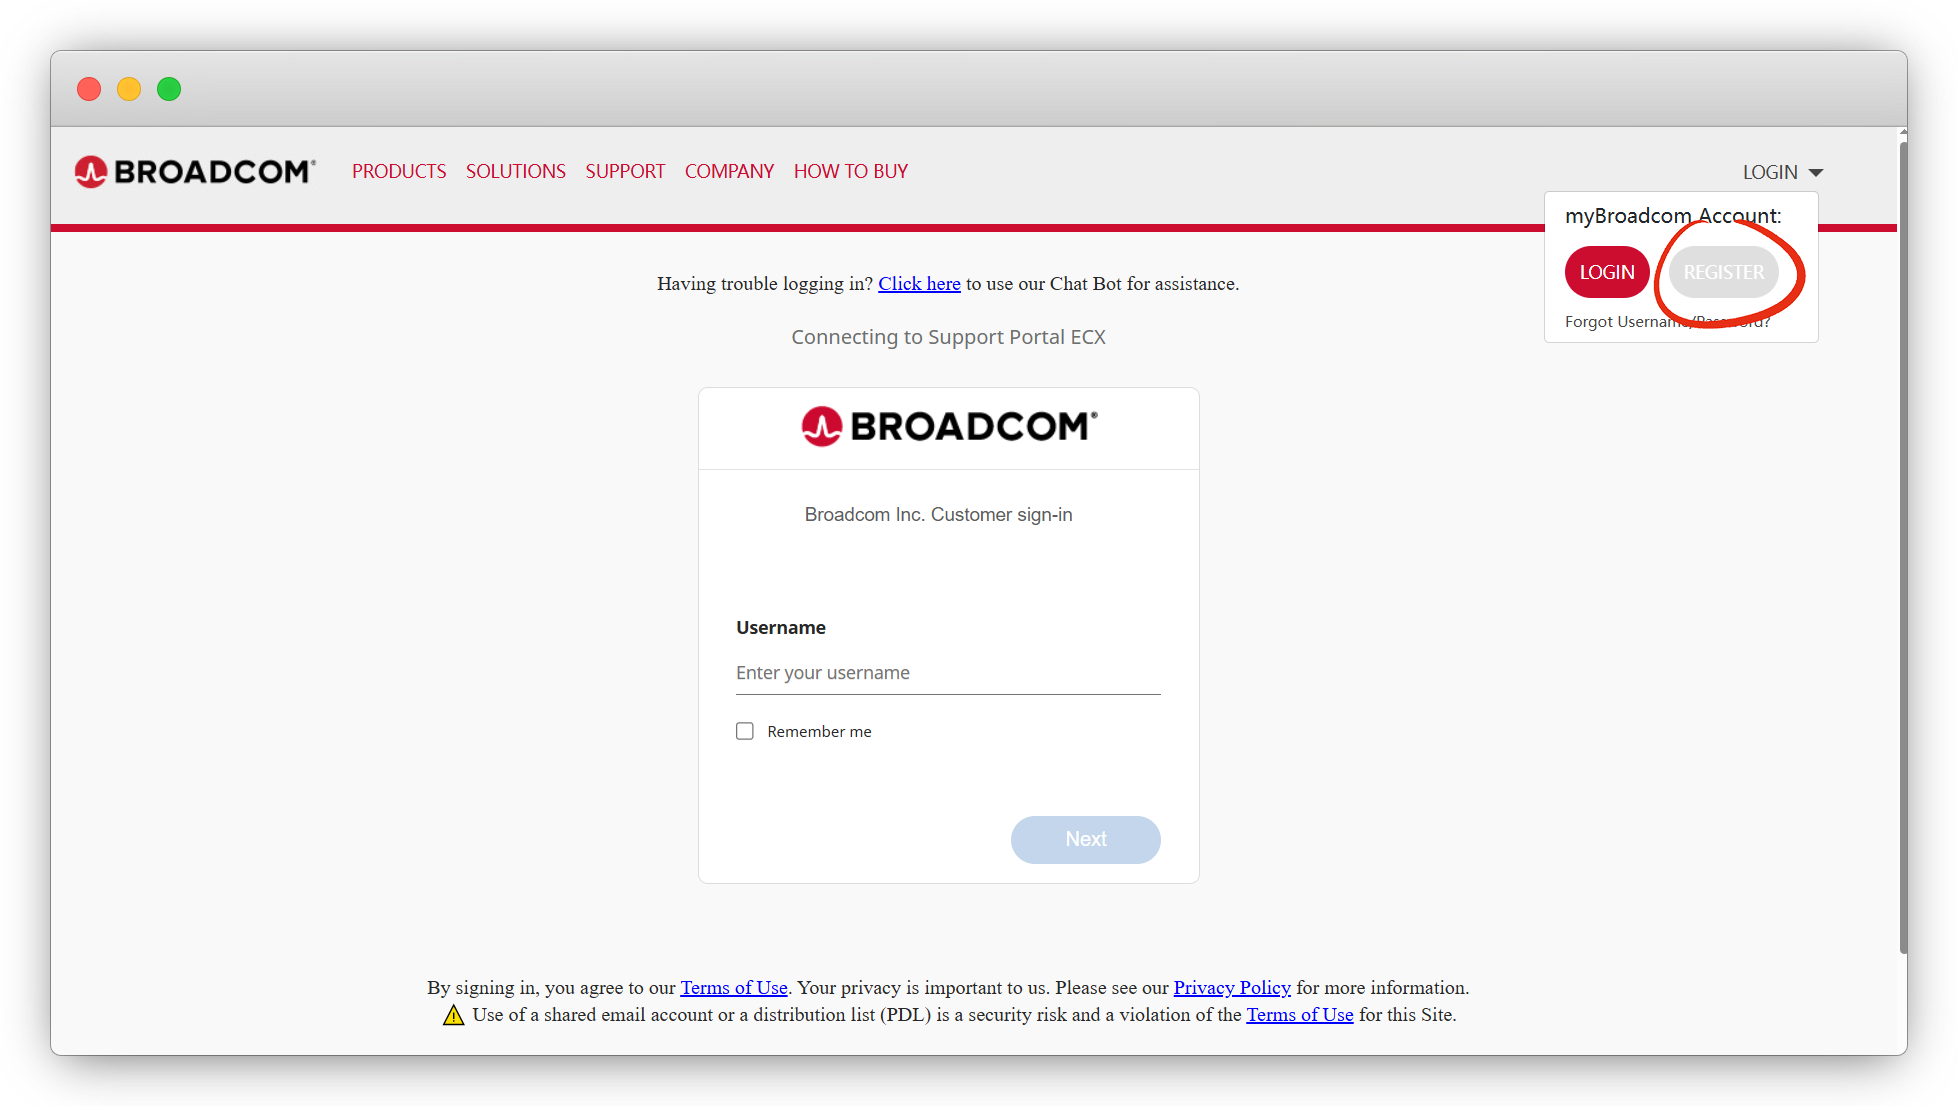 BROADCOM®
PRODUCTS SOLUTIONS SUPPORT COMPANY HOW TO BUY
LOGIN
myBroadcom Account:
LOGIN REGISTER
Forgot Username/Password?
Having trouble logging in? Click here to use our Chat Bot for assistance.
Connecting to Support Portal ECX
BROADCOM®
Broadcom Inc. Customer sign-in
Username
Enter your username
Remember me
Next
By signing in, you agree to our Terms of Use. Your privacy is important to us. Please see our Privacy Policy for more information.
Use of a shared email account or a distribution list (PDL) is a security risk and a violation of the Terms of Use for this Site.